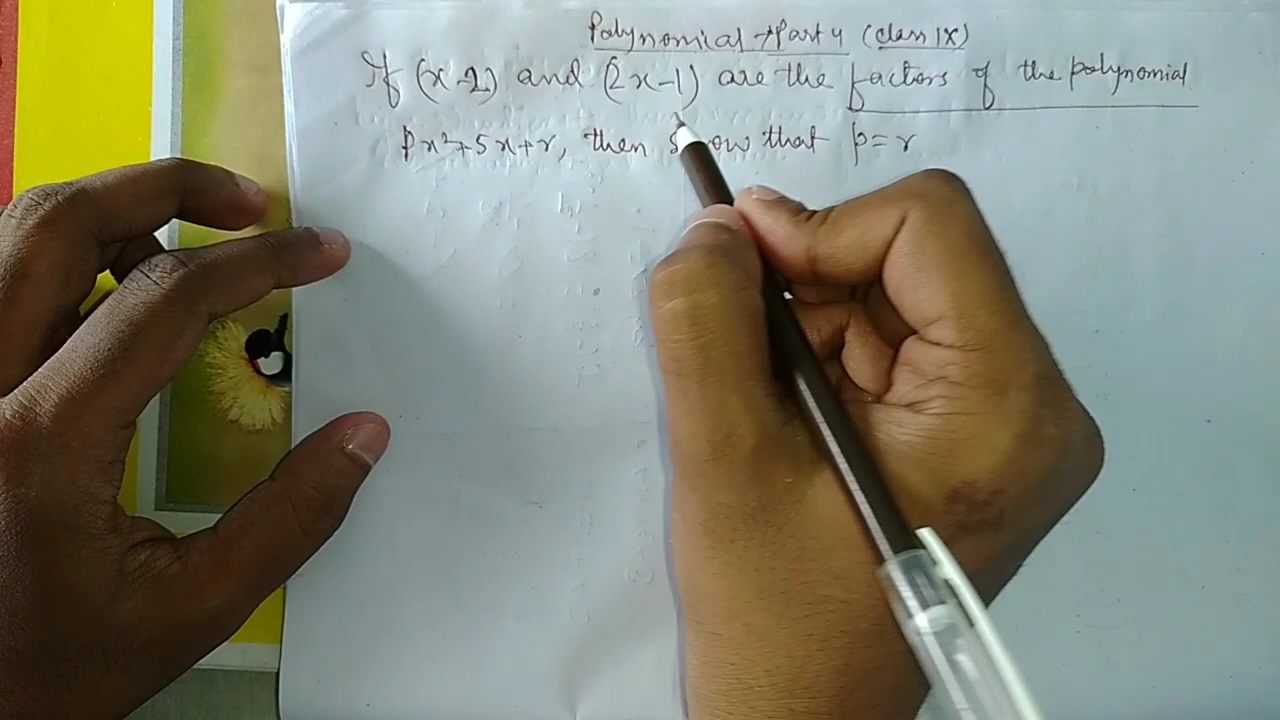 Polynomial → Part 4 (class IX)
If (x-2) and (2x-1) are the factors of the polynomial
px²+5x+r, then show that p=r